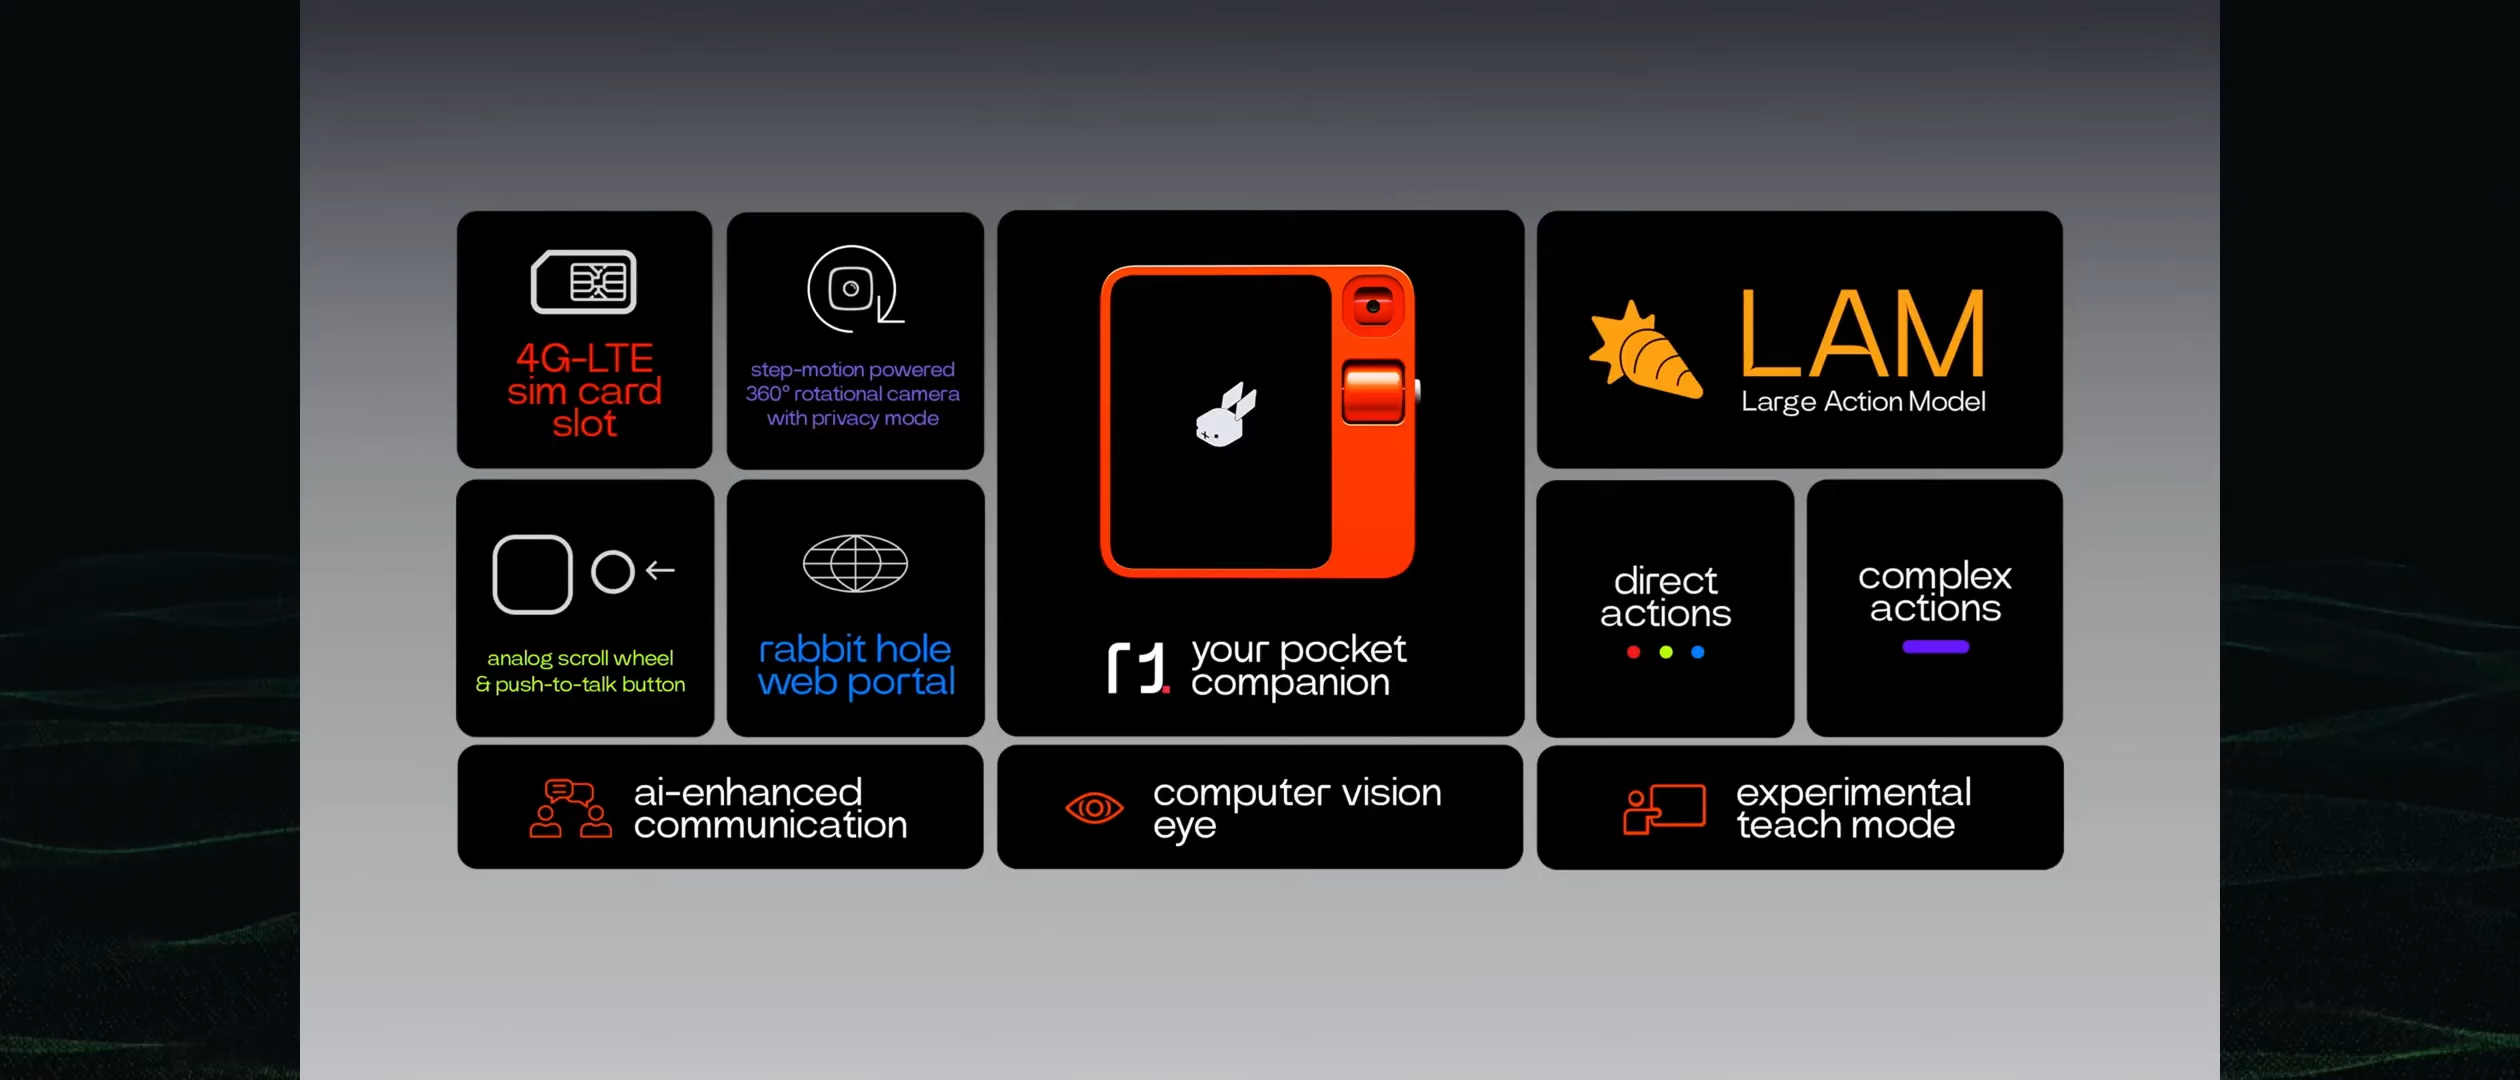 4G-LTE
sim card
slot
step-motion powered
360° rotational camera
with privacy mode
analog scroll wheel
& push-to-talk button
rabbit hole
web portal
r1.
your pocket
companion
LAM
Large Action Model
direct
actions
complex
actions
ai-enhanced
communication
computer vision
eye
experimental
teach mode